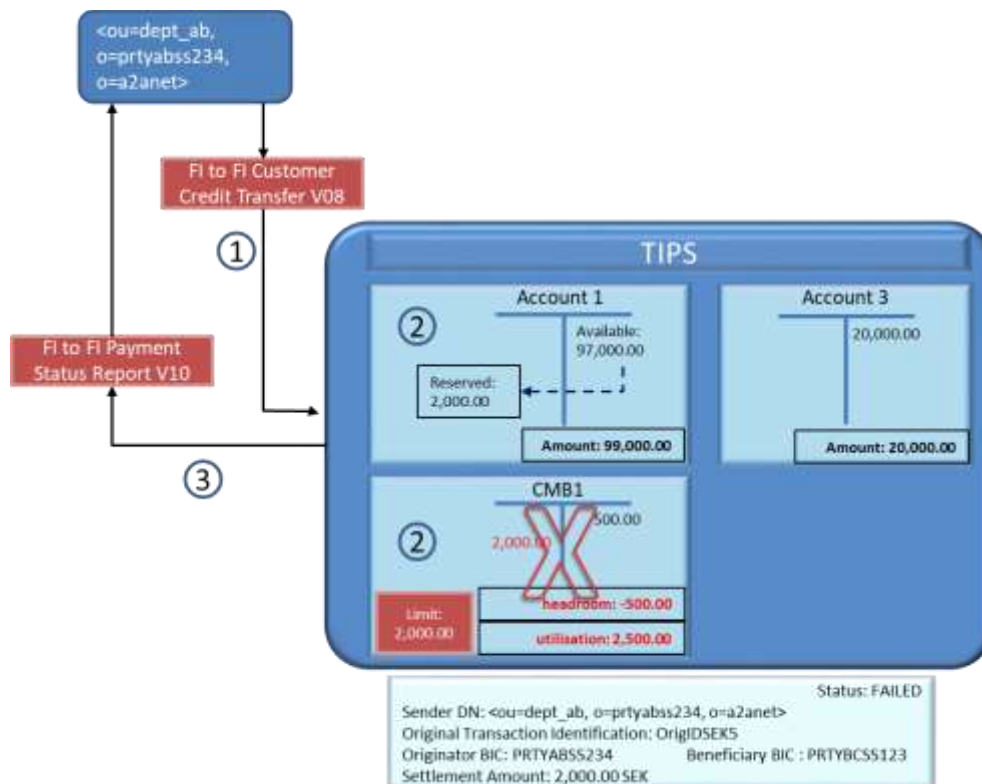 <ou=dept_ab,
o=prtyabss234,
o=a2anet>
FI to FI Customer
Credit Transfer V08
1
TIPS
Account 1
Account 3
2
Available:
97,000.00
20,000.00
FI to FI Payment
Status Report V10
Reserved:
2,000.00
Amount: 99,000.00
Amount: 20,000.00
3
CMB1
500.00
2
2,000.00
headroom: -500.00
Limit:
2,000.00
utilisation: 2,500.00
Status: FAILED
Sender DN: <ou=dept_ab, o=prtyabss234, o=a2anet>
Original Transaction Identification: OrigIDSEK5
Originator BIC: PRTYABSS234 Beneficiary BIC : PRTYBCSS123
Settlement Amount: 2,000.00 SEK